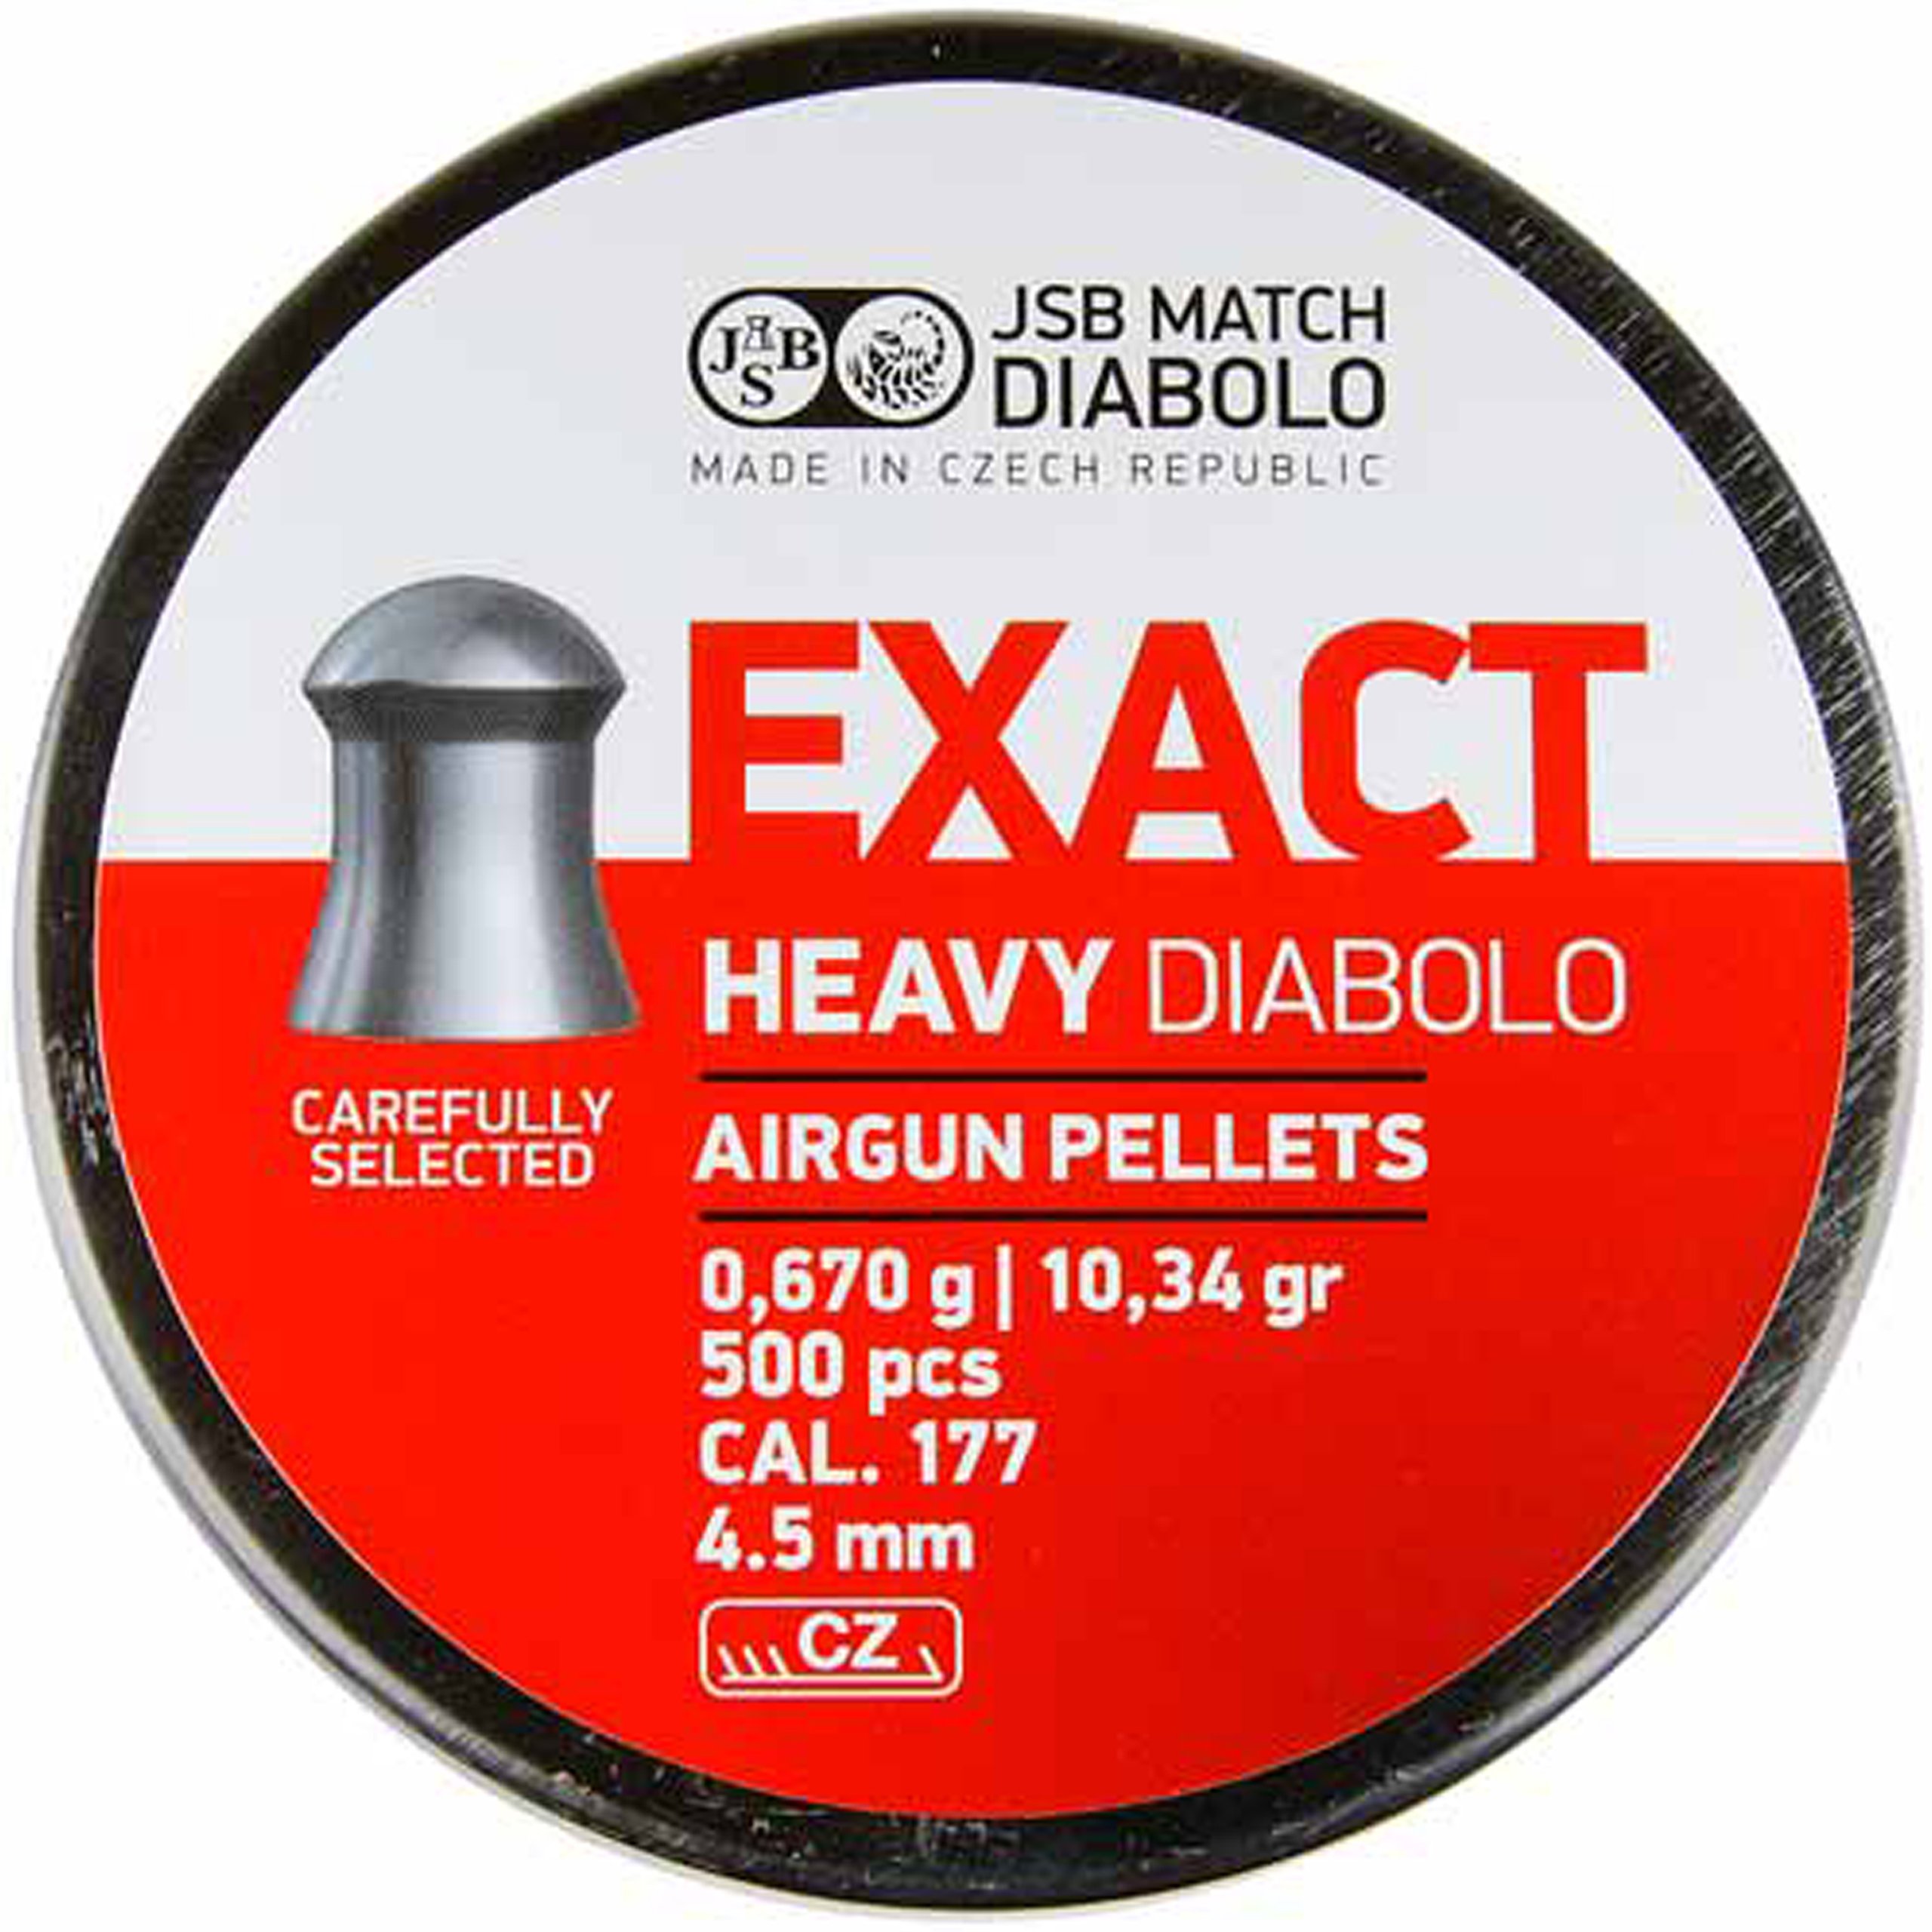 JSB
JSB MATCH
DIABOLO
MADE IN CZECH REPUBLIC
EXACT
HEAVY DIABOLO
CAREFULLY
SELECTED
AIRGUN PELLETS
0,670 g | 10,34 gr
500 pcs
CAL. 177
4.5 mm
CZ